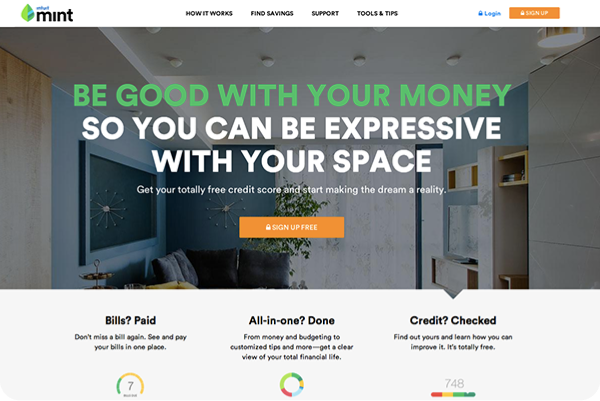 intuit
mint
HOW IT WORKS FIND SAVINGS SUPPORT TOOLS & TIPS Login SIGN UP
BE GOOD WITH YOUR MONEY
SO YOU CAN BE EXPRESSIVE
WITH YOUR SPACE
Get your totally free credit score and start making the dream a reality.
SIGN UP FREE
Bills? Paid
Don't miss a bill again. See and pay
your bills in one place.
All-in-one? Done
From money and budgeting to
customized tips and more—get a clear
view of your total financial life.
Credit? Checked
Find out yours and learn how you can
improve it. It's totally free.
7
748